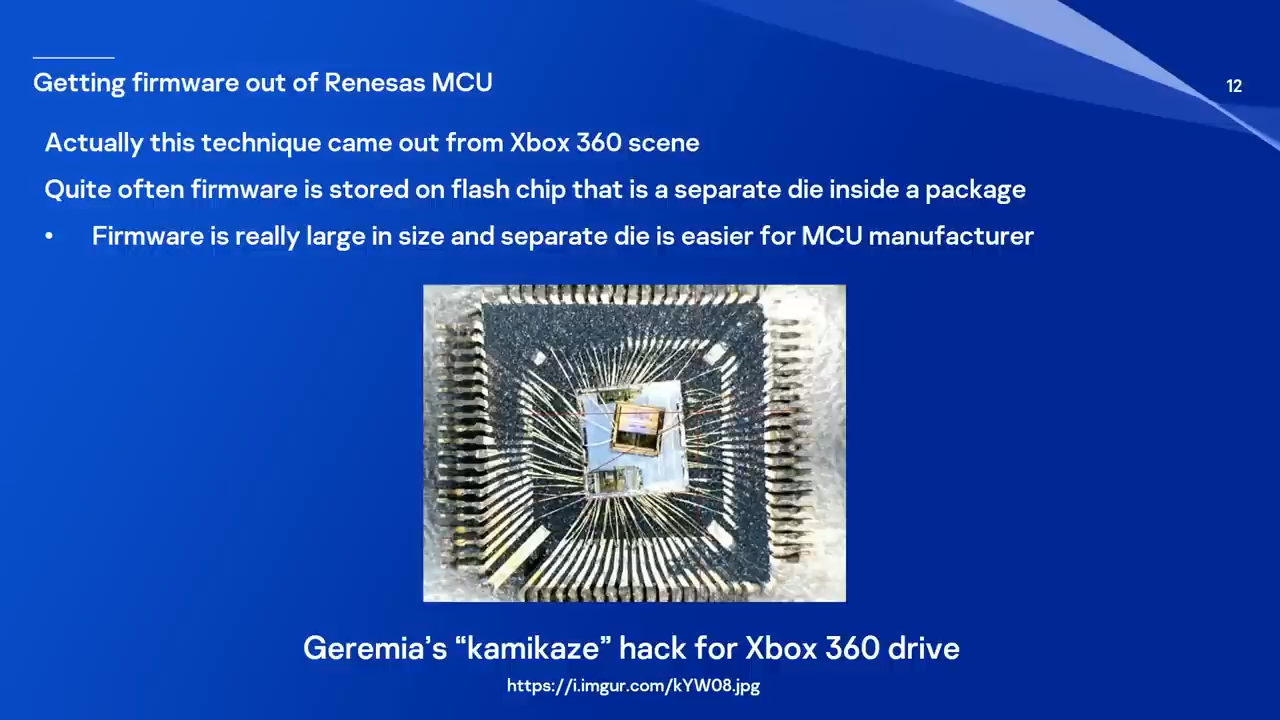 Getting firmware out of Renesas MCU
12
Actually this technique came out from Xbox 360 scene
Quite often firmware is stored on flash chip that is a separate die inside a package
• Firmware is really large in size and separate die is easier for MCU manufacturer
Geremia’s “kamikaze” hack for Xbox 360 drive
https://i.imgur.com/kYW08.jpg